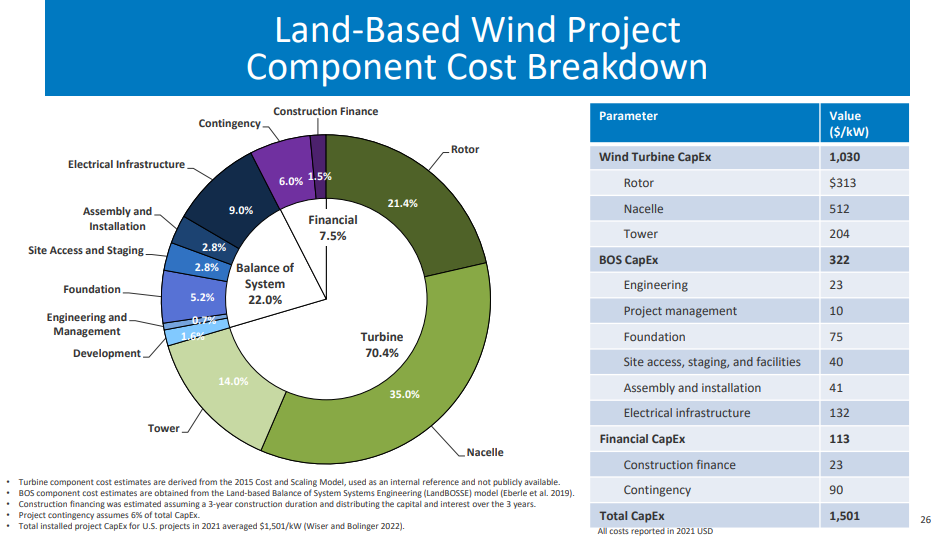 Land-Based Wind Project
Component Cost Breakdown
Construction Finance
Contingency
Rotor
Electrical Infrastructure
6.0%
1.5%
21.4%
9.0%
Assembly and
Installation
2.8%
Financial
7.5%
Site Access and Staging
2.8%
Balance of
System
22.0%
Foundation
5.2%
Engineering and
Management
0.7%
Development
1.6%
Turbine
70.4%
14.0%
35.0%
Tower
Nacelle
Parameter Value
($/kW)
Wind Turbine CapEx 1,030
Rotor $313
Nacelle 512
Tower 204
BOS CapEx 322
Engineering 23
Project management 10
Foundation 75
Site access, staging, and facilities 40
Assembly and installation 41
Electrical infrastructure 132
Financial CapEx 113
Construction finance 23
Contingency 90
Total CapEx 1,501
All costs reported in 2021 USD
• Turbine component cost estimates are derived from the 2015 Cost and Scaling Model, used as an internal reference and not publicly available.
• BOS component cost estimates are obtained from the Land-based Balance of System Systems Engineering (LandBOSSE) model (Eberle et al. 2019).
• Construction financing was estimated assuming a 3-year construction duration and distributing the capital and interest over the 3 years.
• Project contingency assumes 6% of total CapEx.
• Total installed project CapEx for U.S. projects in 2021 averaged $1,501/kW (Wiser and Bolinger 2022).
26